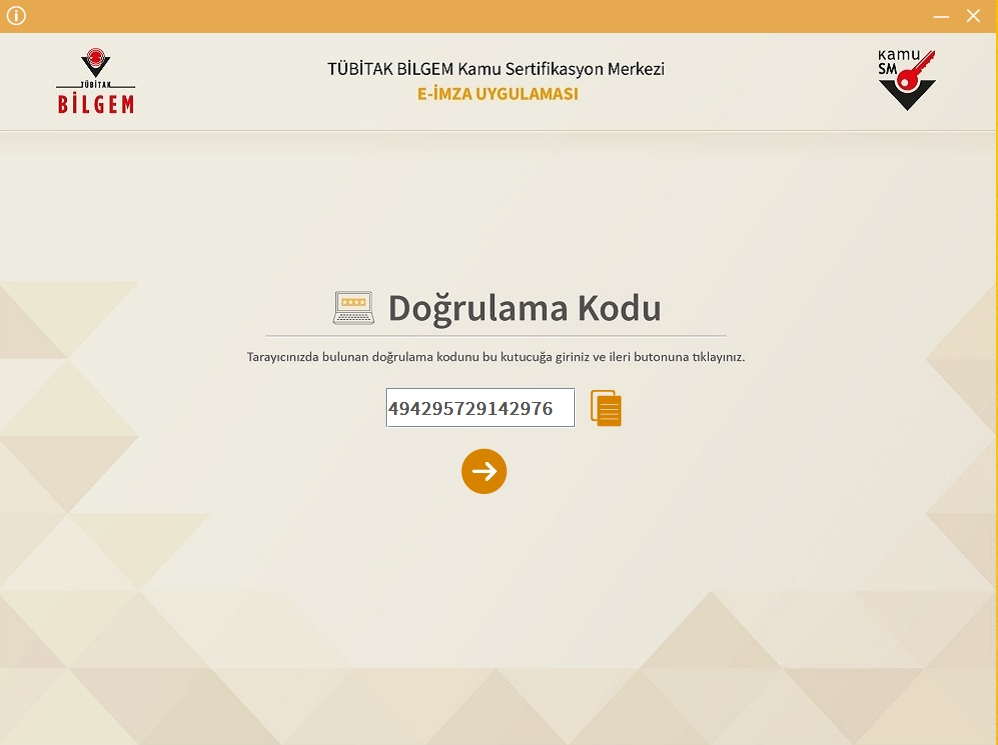 TÜBİTAK
BİLGEM
TÜBİTAK BİLGEM Kamu Sertifikasyon Merkezi
E-İMZA UYGULAMASI
Kamu
SM
Doğrulama Kodu
Tarayıcınızda bulunan doğrulama kodunu bu kutucuğa giriniz ve ileri butonuna tıklayınız.
494295729142976